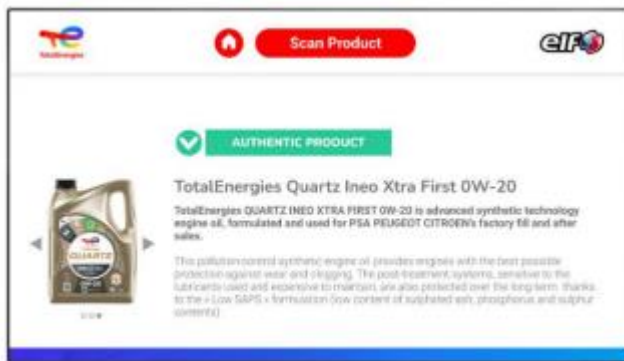 TotalEnergies
Scan Product
elf
AUTHENTIC PRODUCT
TotalEnergies Quartz Ineo Xtra First 0W-20
TotalEnergies QUARTZ INEO XTRA FIRST 0W-20 is advanced synthetic technology
engine oil, formulated and used for PSA PEUGEOT CITROEN's factory fill and after
sales.
QUARTZ
This pollution-control synthetic engine oil provides engines with the best possible
protection against wear and clogging. The post-treatment systems, sensitive to the
lubricants used and expensive to maintain, are also protected over the long term thanks
to the « Low SAPS » formulation (low content of sulphated ash, phosphorus and sulphur
contents)